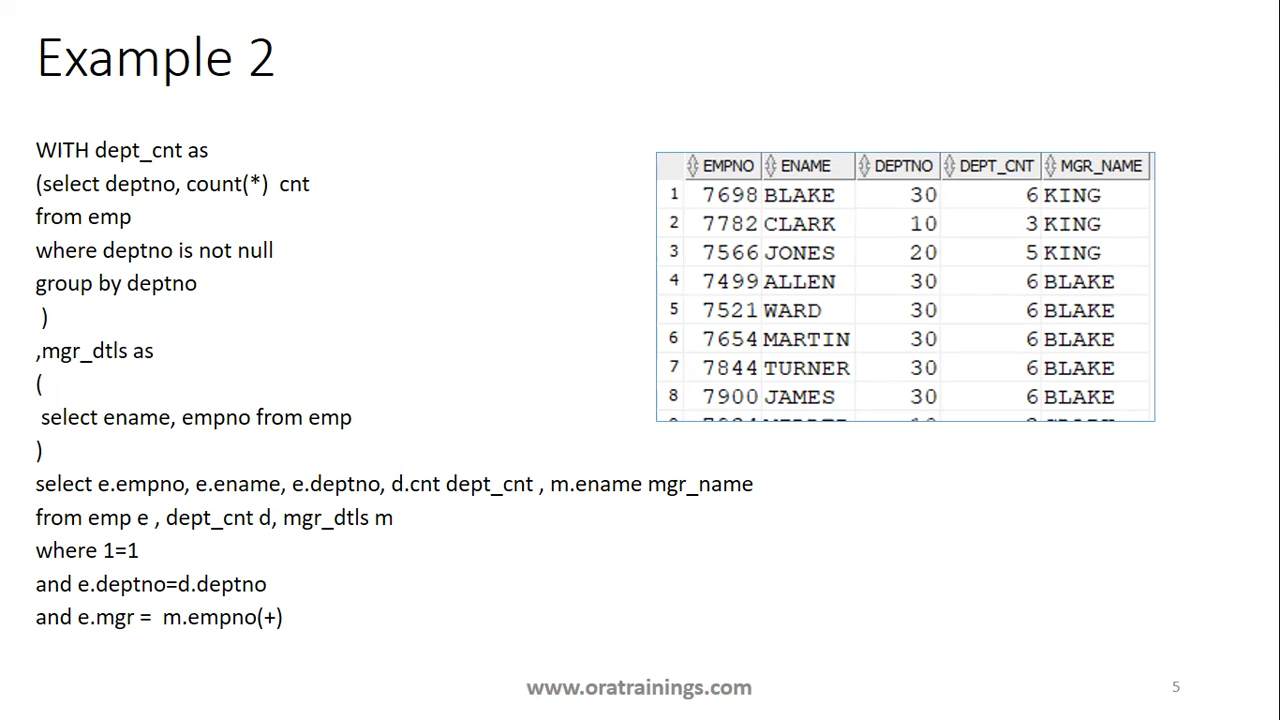 Example 2
WITH dept_cnt as
(select deptno, count(*) cnt
from emp
where deptno is not null
group by deptno
)
,mgr_dtls as
(
select ename, empno from emp
)
select e.empno, e.ename, e.deptno, d.cnt dept_cnt , m.ename mgr_name
from emp e , dept_cnt d, mgr_dtls m
where 1=1
and e.deptno=d.deptno
and e.mgr = m.empno(+)
EMPNO ENAME DEPTNO DEPT_CNT MGR_NAME
1 7698 BLAKE 30 6 KING
2 7782 CLARK 10 3 KING
3 7566 JONES 20 5 KING
4 7499 ALLEN 30 6 BLAKE
5 7521 WARD 30 6 BLAKE
6 7654 MARTIN 30 6 BLAKE
7 7844 TURNER 30 6 BLAKE
8 7900 JAMES 30 6 BLAKE
www.oratrainings.com
5